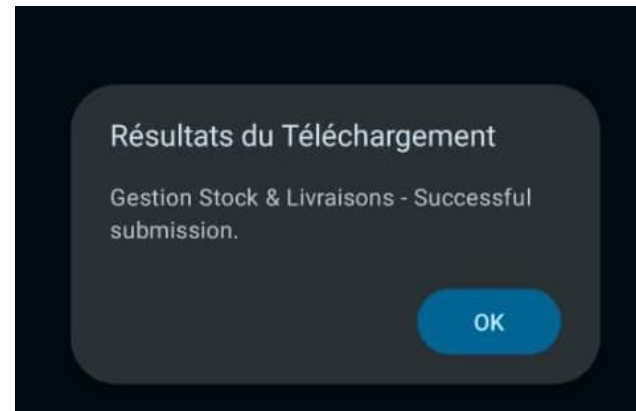 Résultats du Téléchargement
Gestion Stock & Livraisons - Successful
submission.
OK